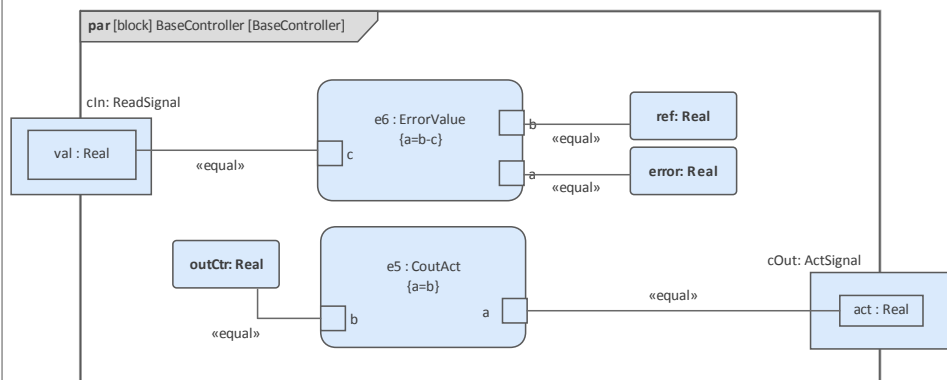 par [block] BaseController [BaseController]
cIn: ReadSignal
val : Real
«equal»
e6 : ErrorValue
{a=b-c}
c
b
a
«equal»
«equal»
ref: Real
error: Real
outCtr: Real
«equal»
e5 : CoutAct
{a=b}
b
a
«equal»
cOut: ActSignal
act : Real